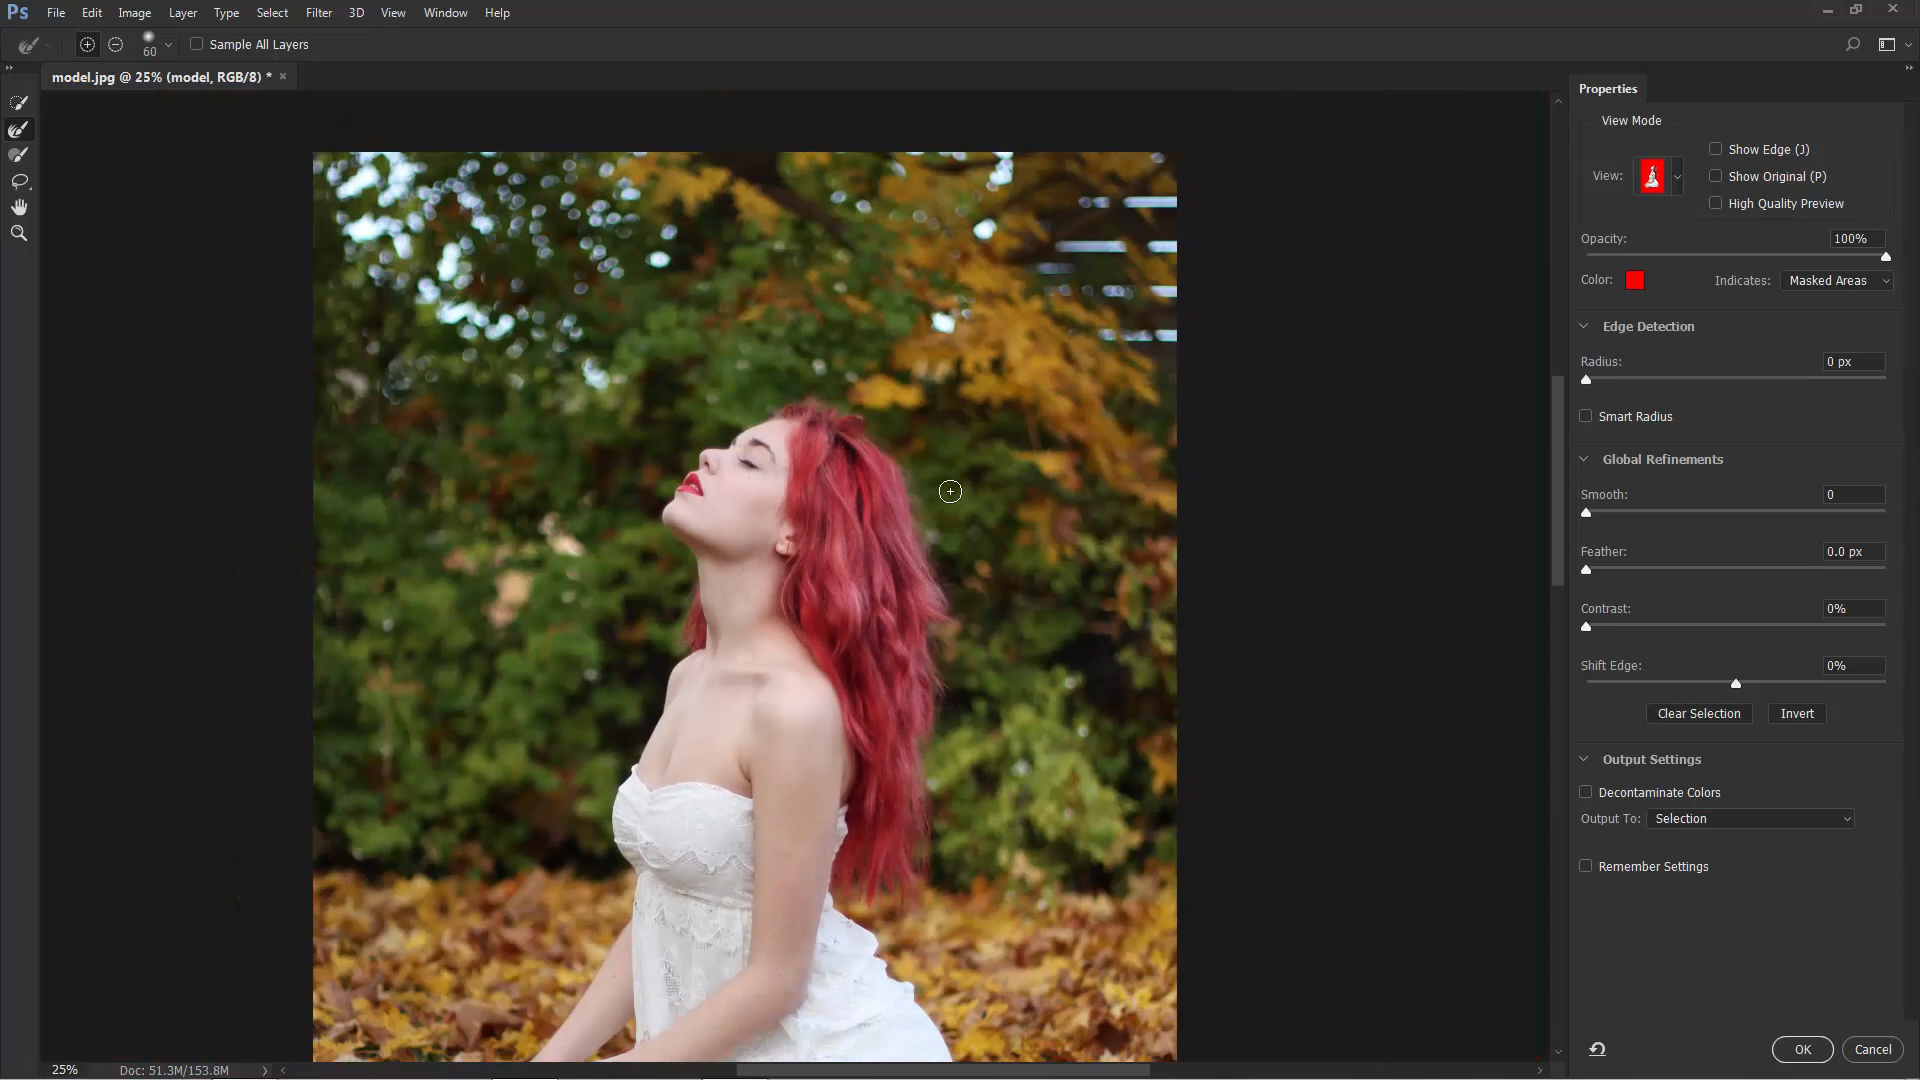 Ps File Edit Image Layer Type Select Filter 3D View Window Help
60 Sample All Layers
model.jpg @ 25% (model, RGB/8) * ×
Properties
View Mode
Show Edge (J)
View: Show Original (P)
High Quality Preview
Opacity: 100%
Color: Indicates: Masked Areas
Edge Detection
Radius: 0 px
Smart Radius
Global Refinements
Smooth: 0
Feather: 0.0 px
Contrast: 0%
Shift Edge: 0%
Clear Selection Invert
Output Settings
Decontaminate Colors
Output To: Selection
Remember Settings
OK Cancel
25% Doc: 51.3M/153.8M